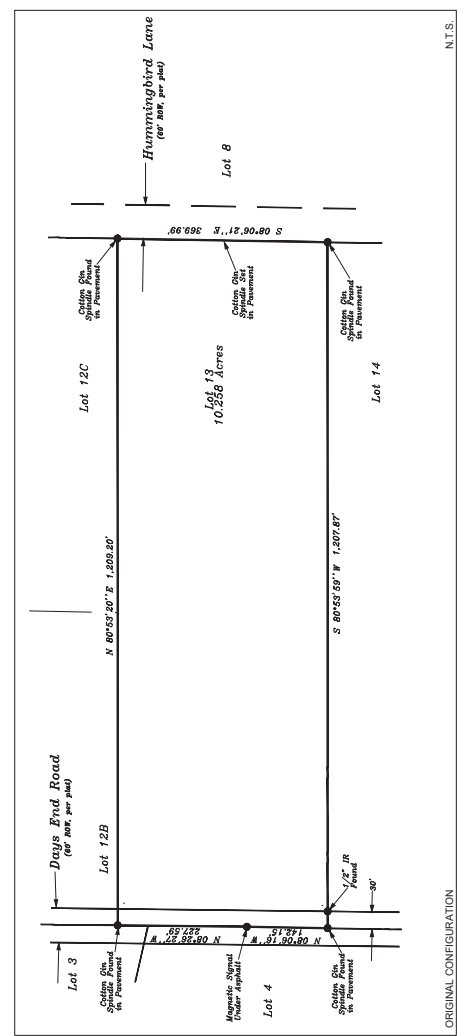 Hummingbird Lane
(60' ROW, per plat)
Lot 8
S 08°06'21" E 369.99'
Cotton Gin
Spindle Found
in Pavement
Cotton Gin
Spindle Set
in Pavement
Cotton Gin
Spindle Found
in Pavement
Lot 12C
Lot 13
10.258 Acres
Lot 14
N 80°53'20" E 1,209.20'
S 80°53'59" W 1,207.87'
Days End Road
(60' ROW, per plat)
Lot 12B
1/2" IR
Found
30'
N 08°26'27" W
227.59'
N 08°06'16" W
142.15'
Lot 3
Cotton Gin
Spindle Found
in Pavement
Magnetic Signal
Under Asphalt
Lot 4
Cotton Gin
Spindle Found
in Pavement
ORIGINAL CONFIGURATION
N.T.S.